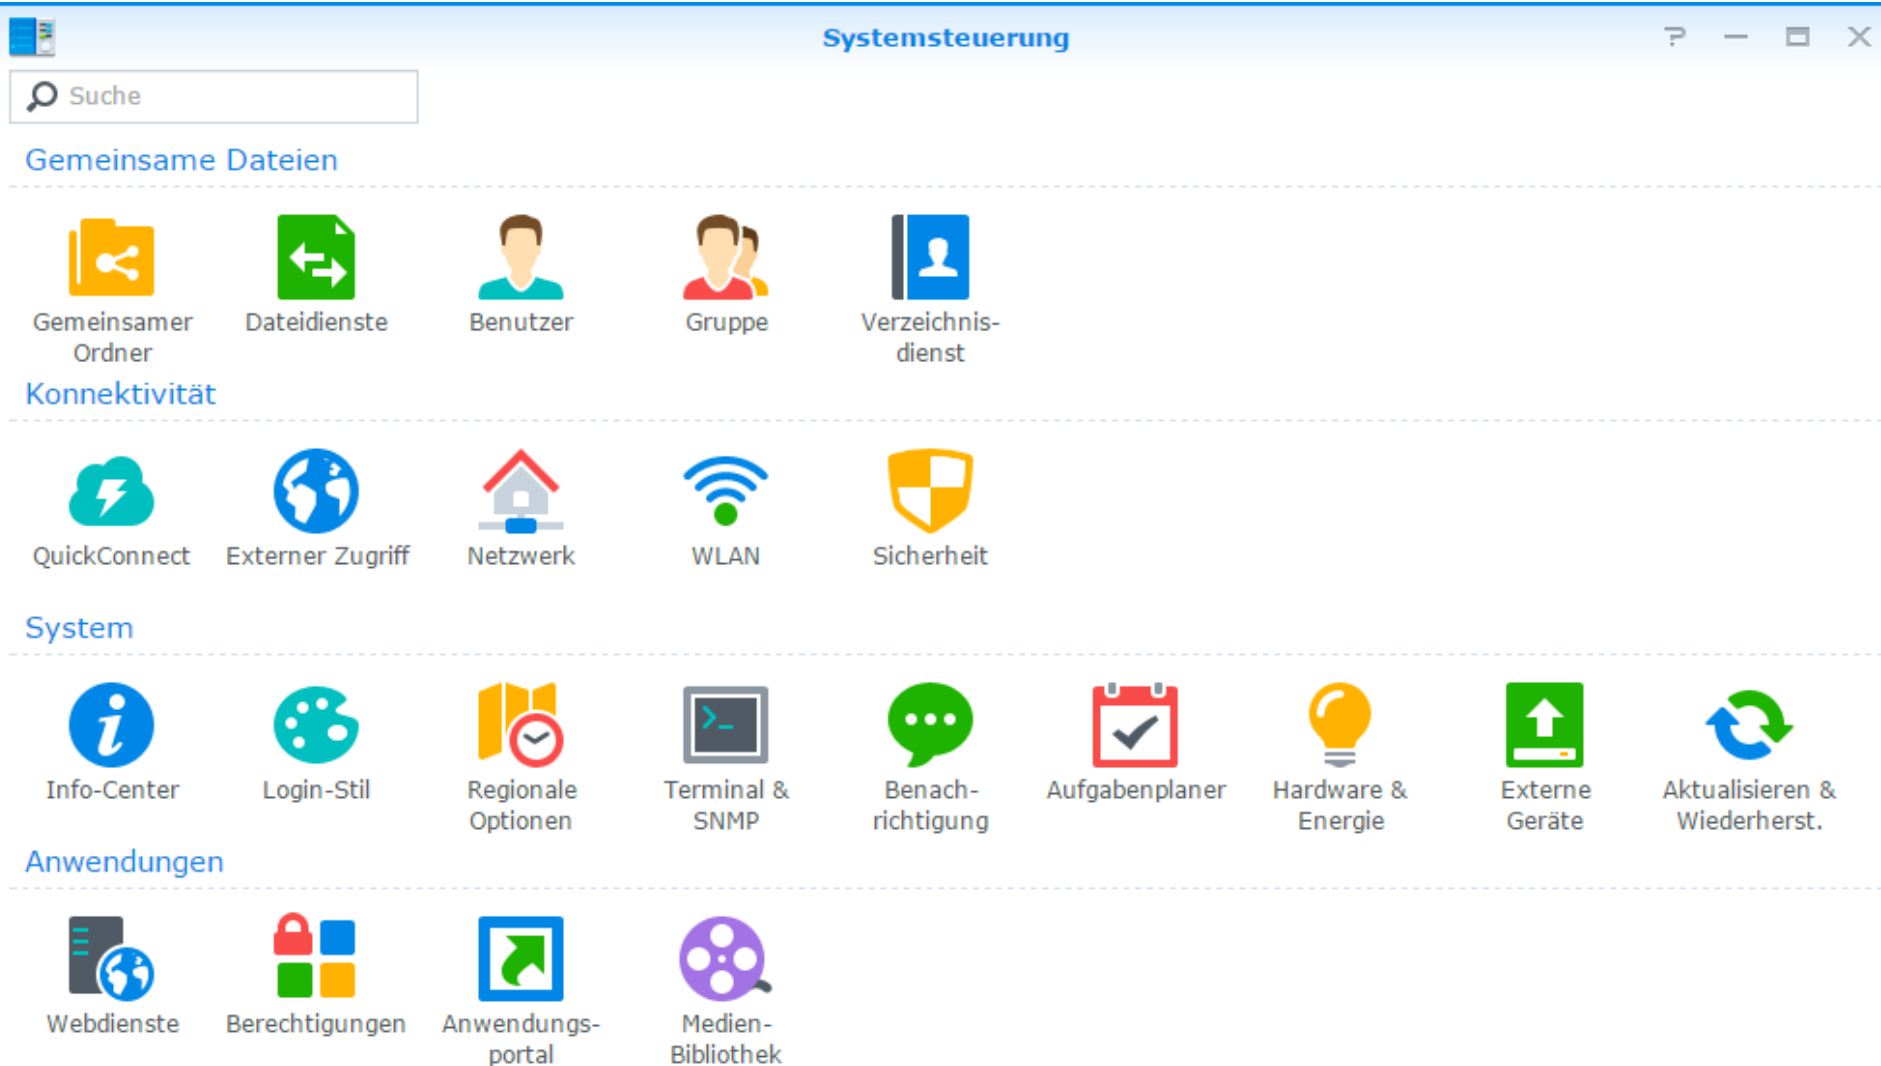 Systemsteuerung
Suche
Gemeinsame Dateien
Gemeinsamer Ordner
Dateidienste
Benutzer
Gruppe
Verzeichnis-
dienst
Konnektivität
QuickConnect
Externer Zugriff
Netzwerk
WLAN
Sicherheit
System
Info-Center
Login-Stil
Regionale
Optionen
Terminal &
SNMP
Benach-
richtigung
Aufgabenplaner
Hardware &
Energie
Externe
Geräte
Aktualisieren &
Wiederherst.
Anwendungen
Webdienste
Berechtigungen
Anwendungs-
portal
Medien-
Bibliothek